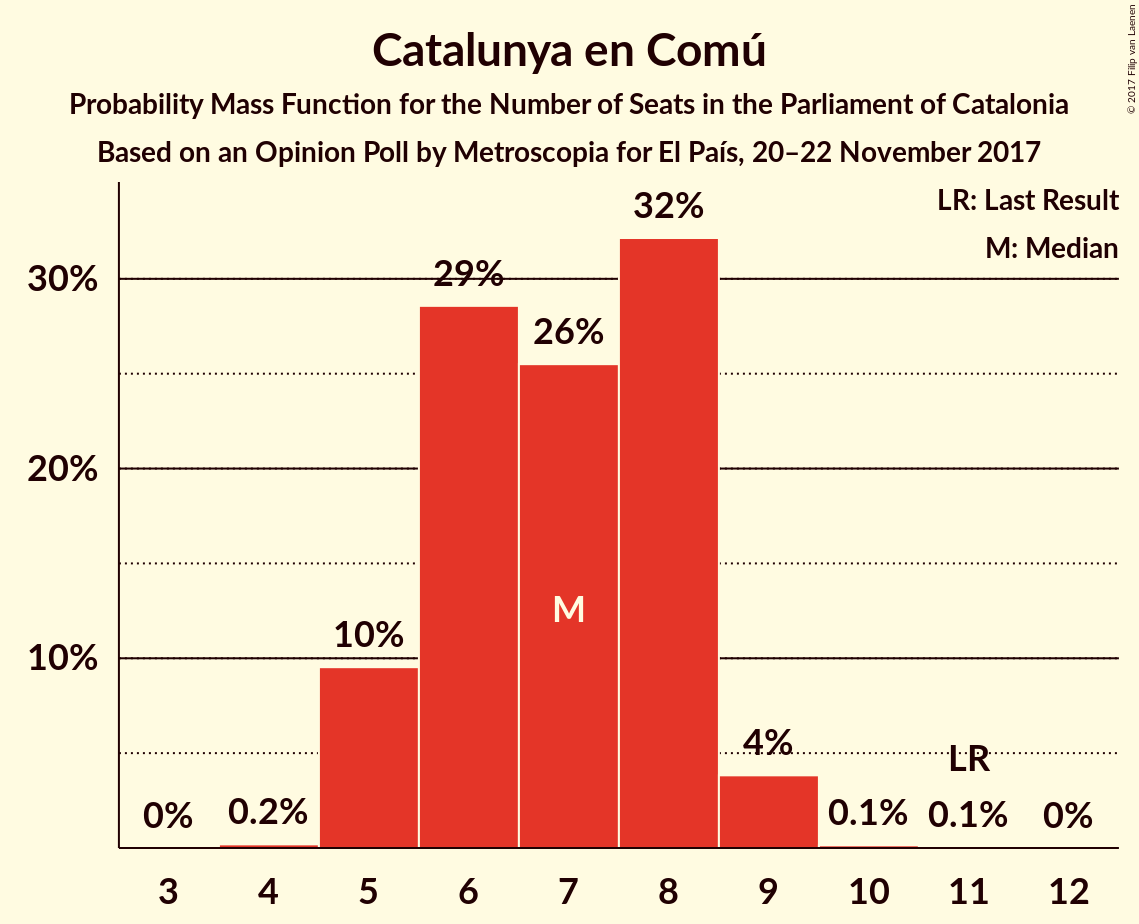 Catalunya en Comú
Probability Mass Function for the Number of Seats in the Parliament of Catalonia
Based on an Opinion Poll by Metroscopia for El País, 20–22 November 2017
© 2017 Filip van Laenen
LR: Last Result
M: Median
32%
30%
29%
26%
20%
M
10%
10%
4%
LR
0%
0.2%
0.1%
0.1%
0%
3 4 5 6 7 8 9 10 11 12